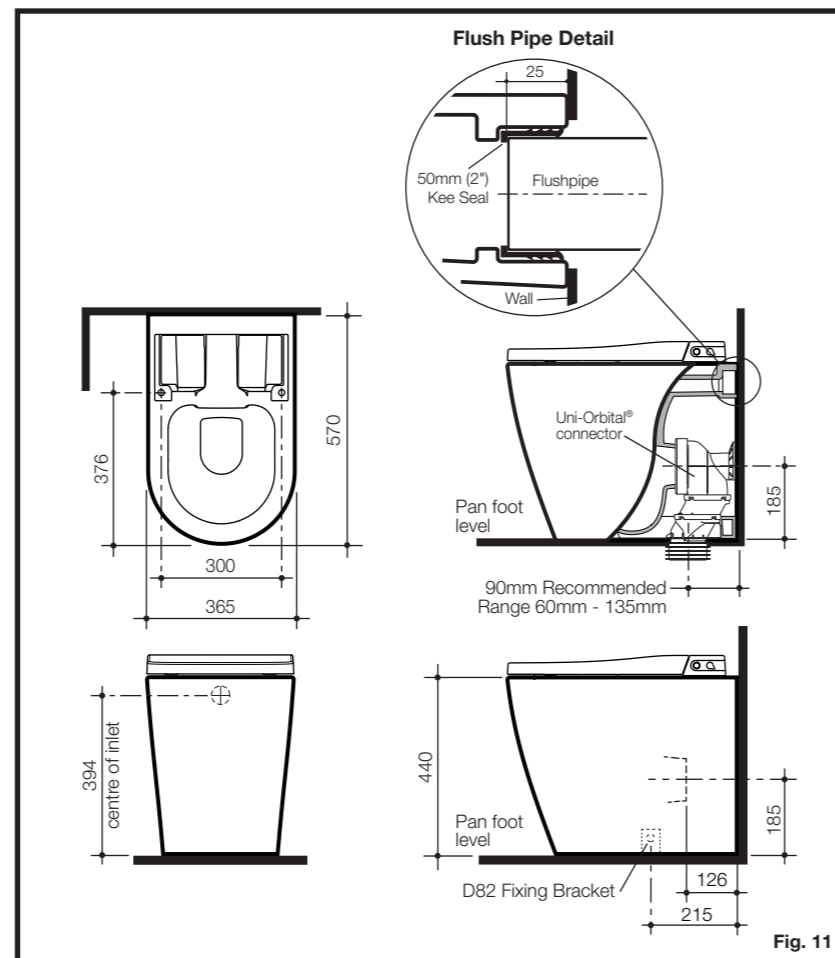 Flush Pipe Detail
25
50mm (2")
Kee Seal
Flushpipe
Wall
376
570
300
365
Uni-Orbital®
connector
Pan foot
level
185
90mm Recommended
Range 60mm - 135mm
394
centre of inlet
440
Pan foot
level
185
D82 Fixing Bracket
126
215
Fig. 11